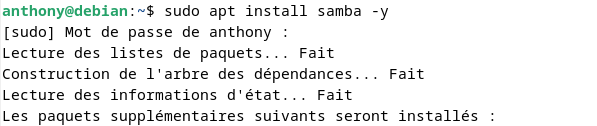 anthony@debian:~$ sudo apt install samba -y
[sudo] Mot de passe de anthony :
Lecture des listes de paquets... Fait
Construction de l'arbre des dépendances... Fait
Lecture des informations d'état... Fait
Les paquets supplémentaires suivants seront installés :